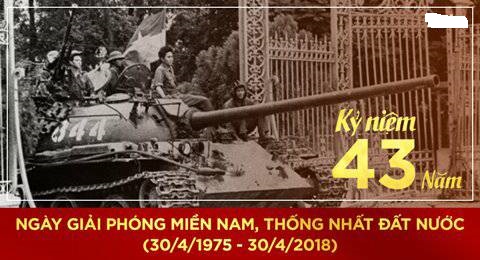 844
Kỷ niệm
43 Năm
NGÀY GIẢI PHÓNG MIỀN NAM, THỐNG NHẤT ĐẤT NƯỚC
(30/4/1975 - 30/4/2018)